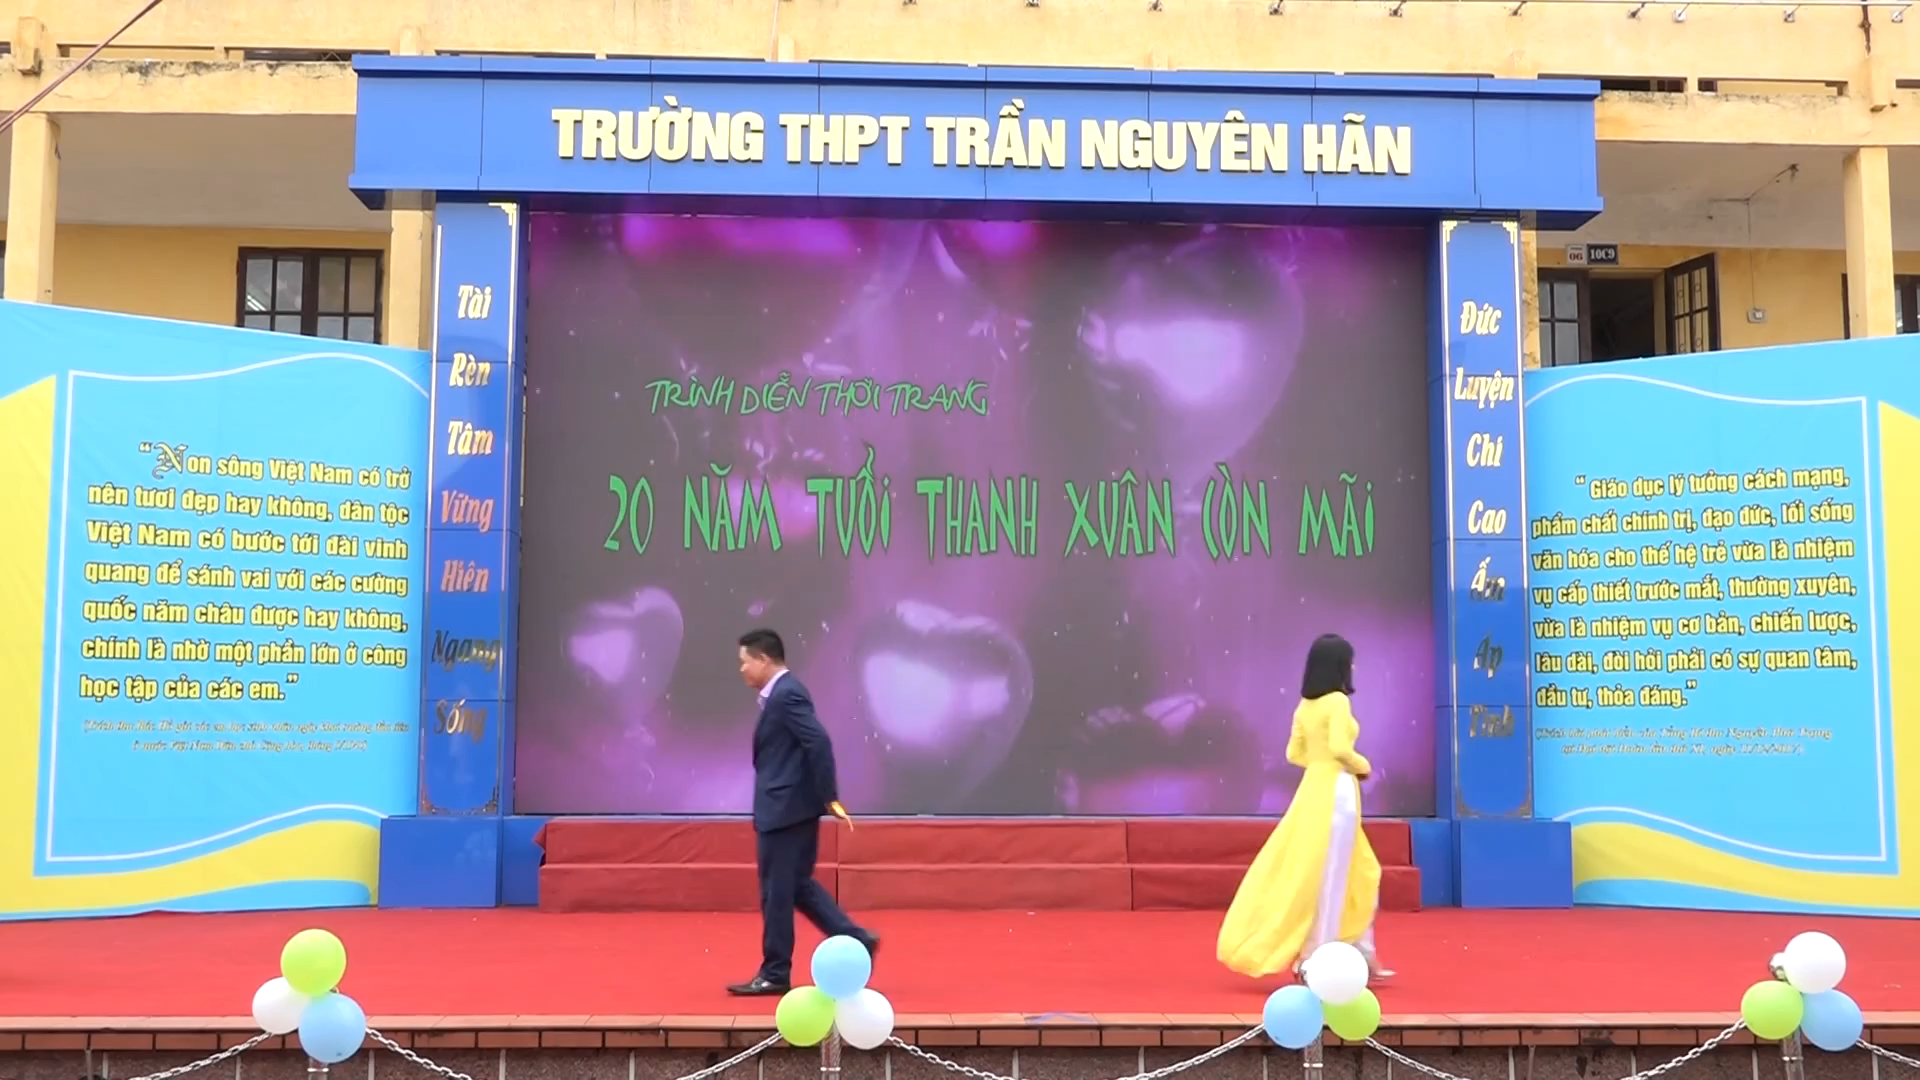 TRƯỜNG THPT TRẦN NGUYÊN HÃN
06 10C9
TRÌNH DIỄN THỜI TRANG
20 NĂM TUỔI THANH XUÂN CÒN MÃI
Tài
Rèn
Tâm
Vững
Hiên
Ngang
Sống
Đức
Luyện
Chí
Cao
Ấm
Áp
Tình
“Non sông Việt Nam có trở
nên tươi đẹp hay không, dân tộc
Việt Nam có bước tới đài vinh
quang để sánh vai với các cường
quốc năm châu được hay không,
chính là nhờ một phần lớn ở công
học tập của các em.”
“ Giáo dục lý tưởng cách mạng,
phẩm chất chính trị, đạo đức, lối sống
văn hóa cho thế hệ trẻ vừa là nhiệm
vụ cấp thiết trước mắt, thường xuyên,
vừa là nhiệm vụ cơ bản, chiến lược,
lâu dài, đòi hỏi phải có sự quan tâm,
đầu tư, thỏa đáng.”